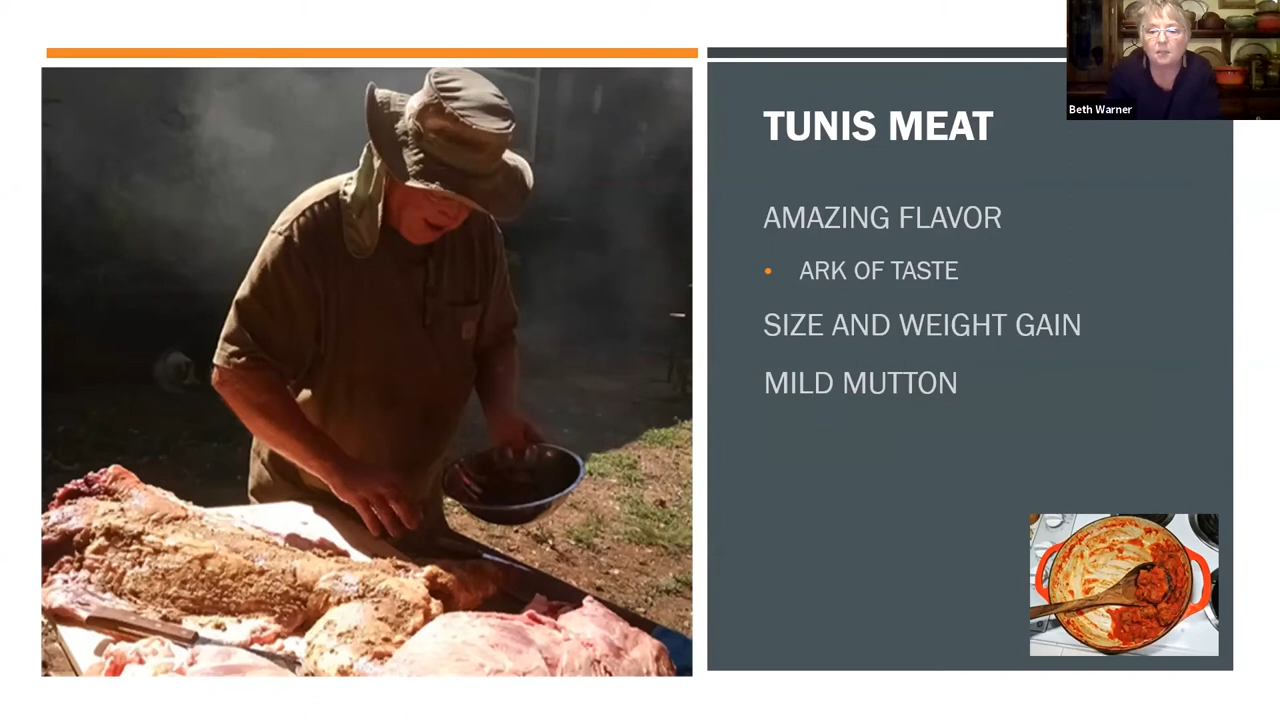 Beth Warner
TUNIS MEAT
AMAZING FLAVOR
• ARK OF TASTE
SIZE AND WEIGHT GAIN
MILD MUTTON